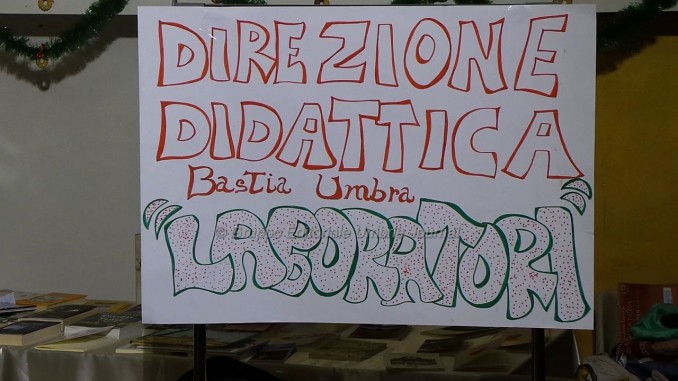 DIREZIONE
DIDATTICA
Bastia Umbra
"LABORATORI"